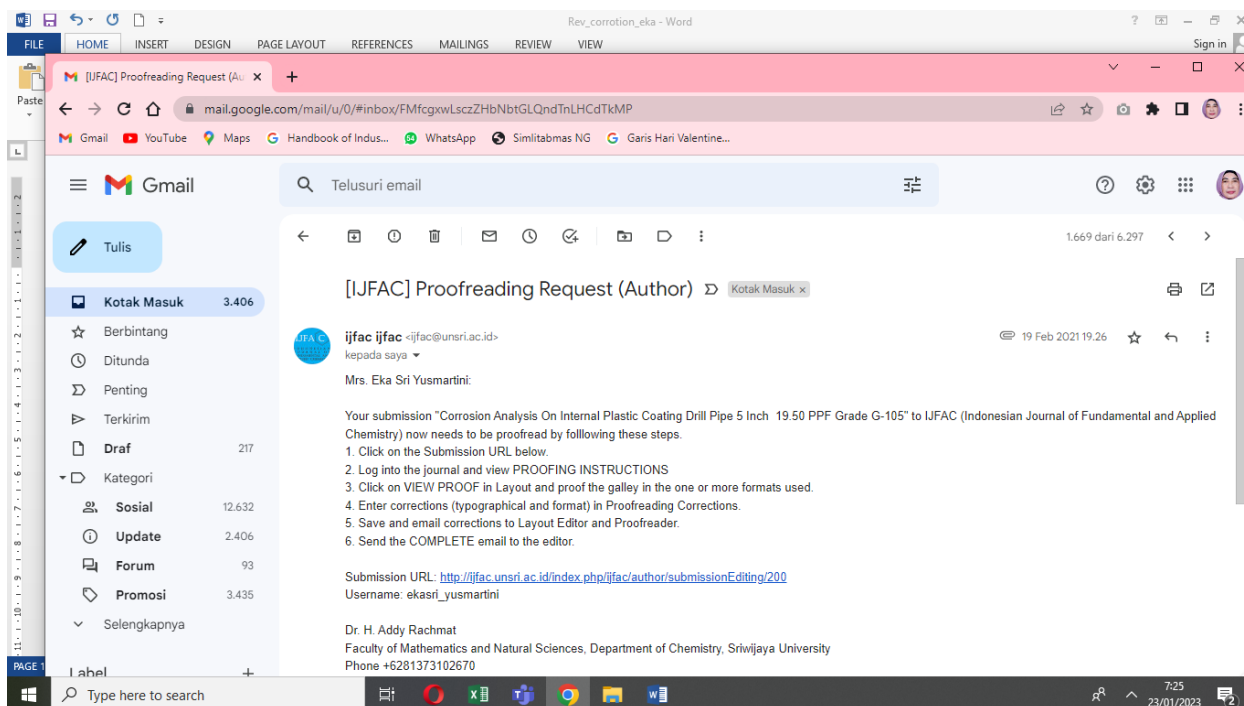 Rev_corrotion_eka - Word
FILE HOME INSERT DESIGN PAGE LAYOUT REFERENCES MAILINGS REVIEW VIEW Sign in
Paste
[IJFAC] Proofreading Request (Au
mail.google.com/mail/u/0/#inbox/FMfcgxwLsczZHbNbtGLQndTnLHCdTkMP
Gmail YouTube Maps Handbook of Indus... WhatsApp Simlitabmas NG Garis Hari Valentine...
Gmail
Telusuri email
Tulis
1.669 dari 6.297
Kotak Masuk 3.406
Berbintang
Ditunda
Penting
Terkirim
Draf 217
Kategori
Sosial 12.632
Update 2.406
Forum 93
Promosi 3.435
Selengkapnya
Label
[IJFAC] Proofreading Request (Author) Kotak Masuk x
ijfac ijfac <ijfac@unsri.ac.id> 19 Feb 2021 19.26
kepada saya
Mrs. Eka Sri Yusmartini:
Your submission "Corrosion Analysis On Internal Plastic Coating Drill Pipe 5 Inch 19.50 PPF Grade G-105" to IJFAC (Indonesian Journal of Fundamental and Applied
Chemistry) now needs to be proofread by folllowing these steps.
1. Click on the Submission URL below.
2. Log into the journal and view PROOFING INSTRUCTIONS
3. Click on VIEW PROOF in Layout and proof the galley in the one or more formats used.
4. Enter corrections (typographical and format) in Proofreading Corrections.
5. Save and email corrections to Layout Editor and Proofreader.
6. Send the COMPLETE email to the editor.
Submission URL: http://ijfac.unsri.ac.id/index.php/ijfac/author/submissionEditing/200
Username: ekasri_yusmartini
Dr. H. Addy Rachmat
Faculty of Mathematics and Natural Sciences, Department of Chemistry, Sriwijaya University
Phone +6281373102670
PAGE 1
Type here to search
7:25
23/01/2023